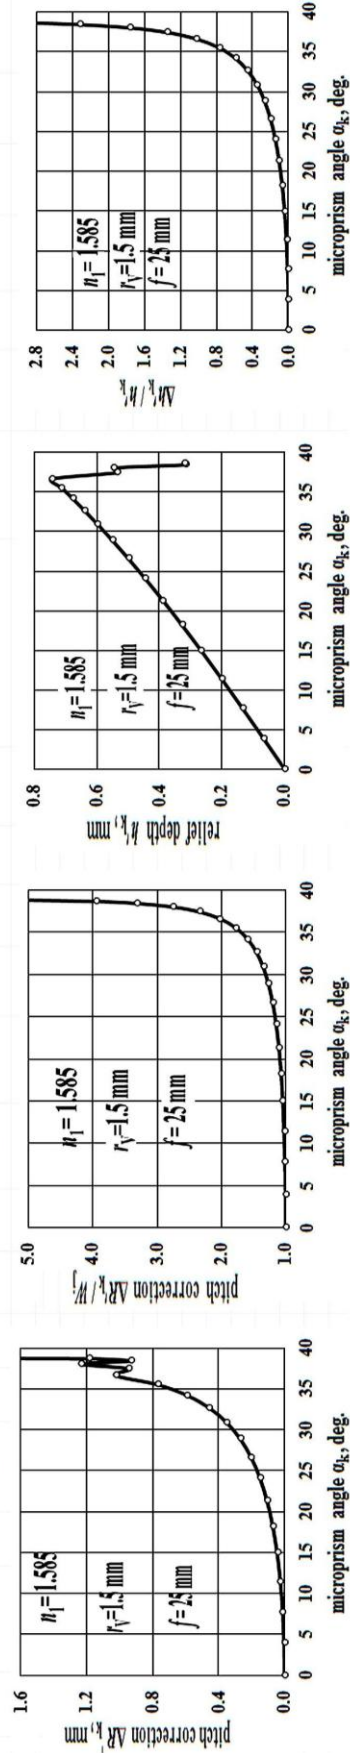 pitch correction ΔR'k, mm
1.6
1.2
0.8
0.4
0.0
n1= 1.585
rV=1.5 mm
f = 25 mm
0 5 10 15 20 25 30 35 40
microprism angle αk, deg.
pitch correction ΔR'k / Wj
5.0
4.0
3.0
2.0
1.0
n1 = 1.585
rV=1.5 mm
f = 25 mm
0 5 10 15 20 25 30 35 40
microprism angle αk, deg.
relief depth h'k, mm
0.8
0.6
0.4
0.2
0.0
n1=1.585
rV=1.5 mm
f = 25 mm
0 5 10 15 20 25 30 35 40
microprism angle αk, deg.
Δh'k / h'k
2.8
2.4
2.0
1.6
1.2
0.8
0.4
0.0
n1= 1.585
rV=1.5 mm
f = 25 mm
0 5 10 15 20 25 30 35 40
microprism angle αk, deg.